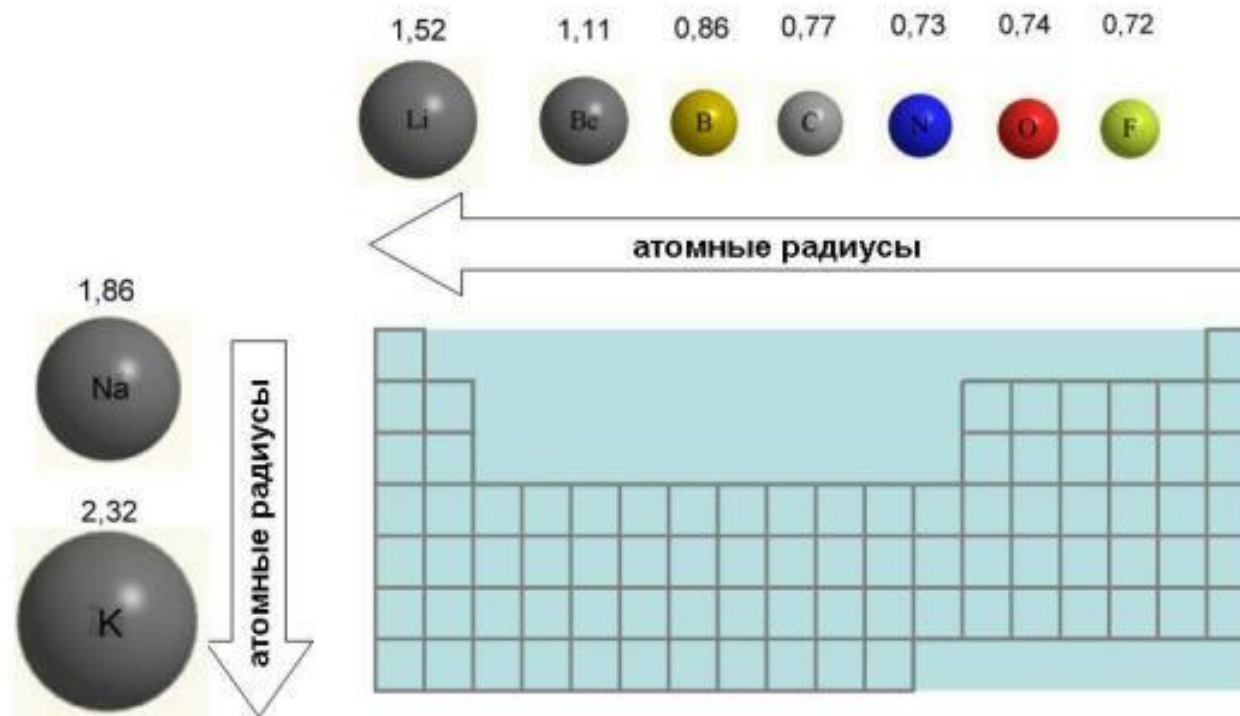 1,52 1,11 0,86 0,77 0,73 0,74 0,72
Li Be B C N O F
атомные радиусы
1,86
Na
атомные радиусы
2,32
K